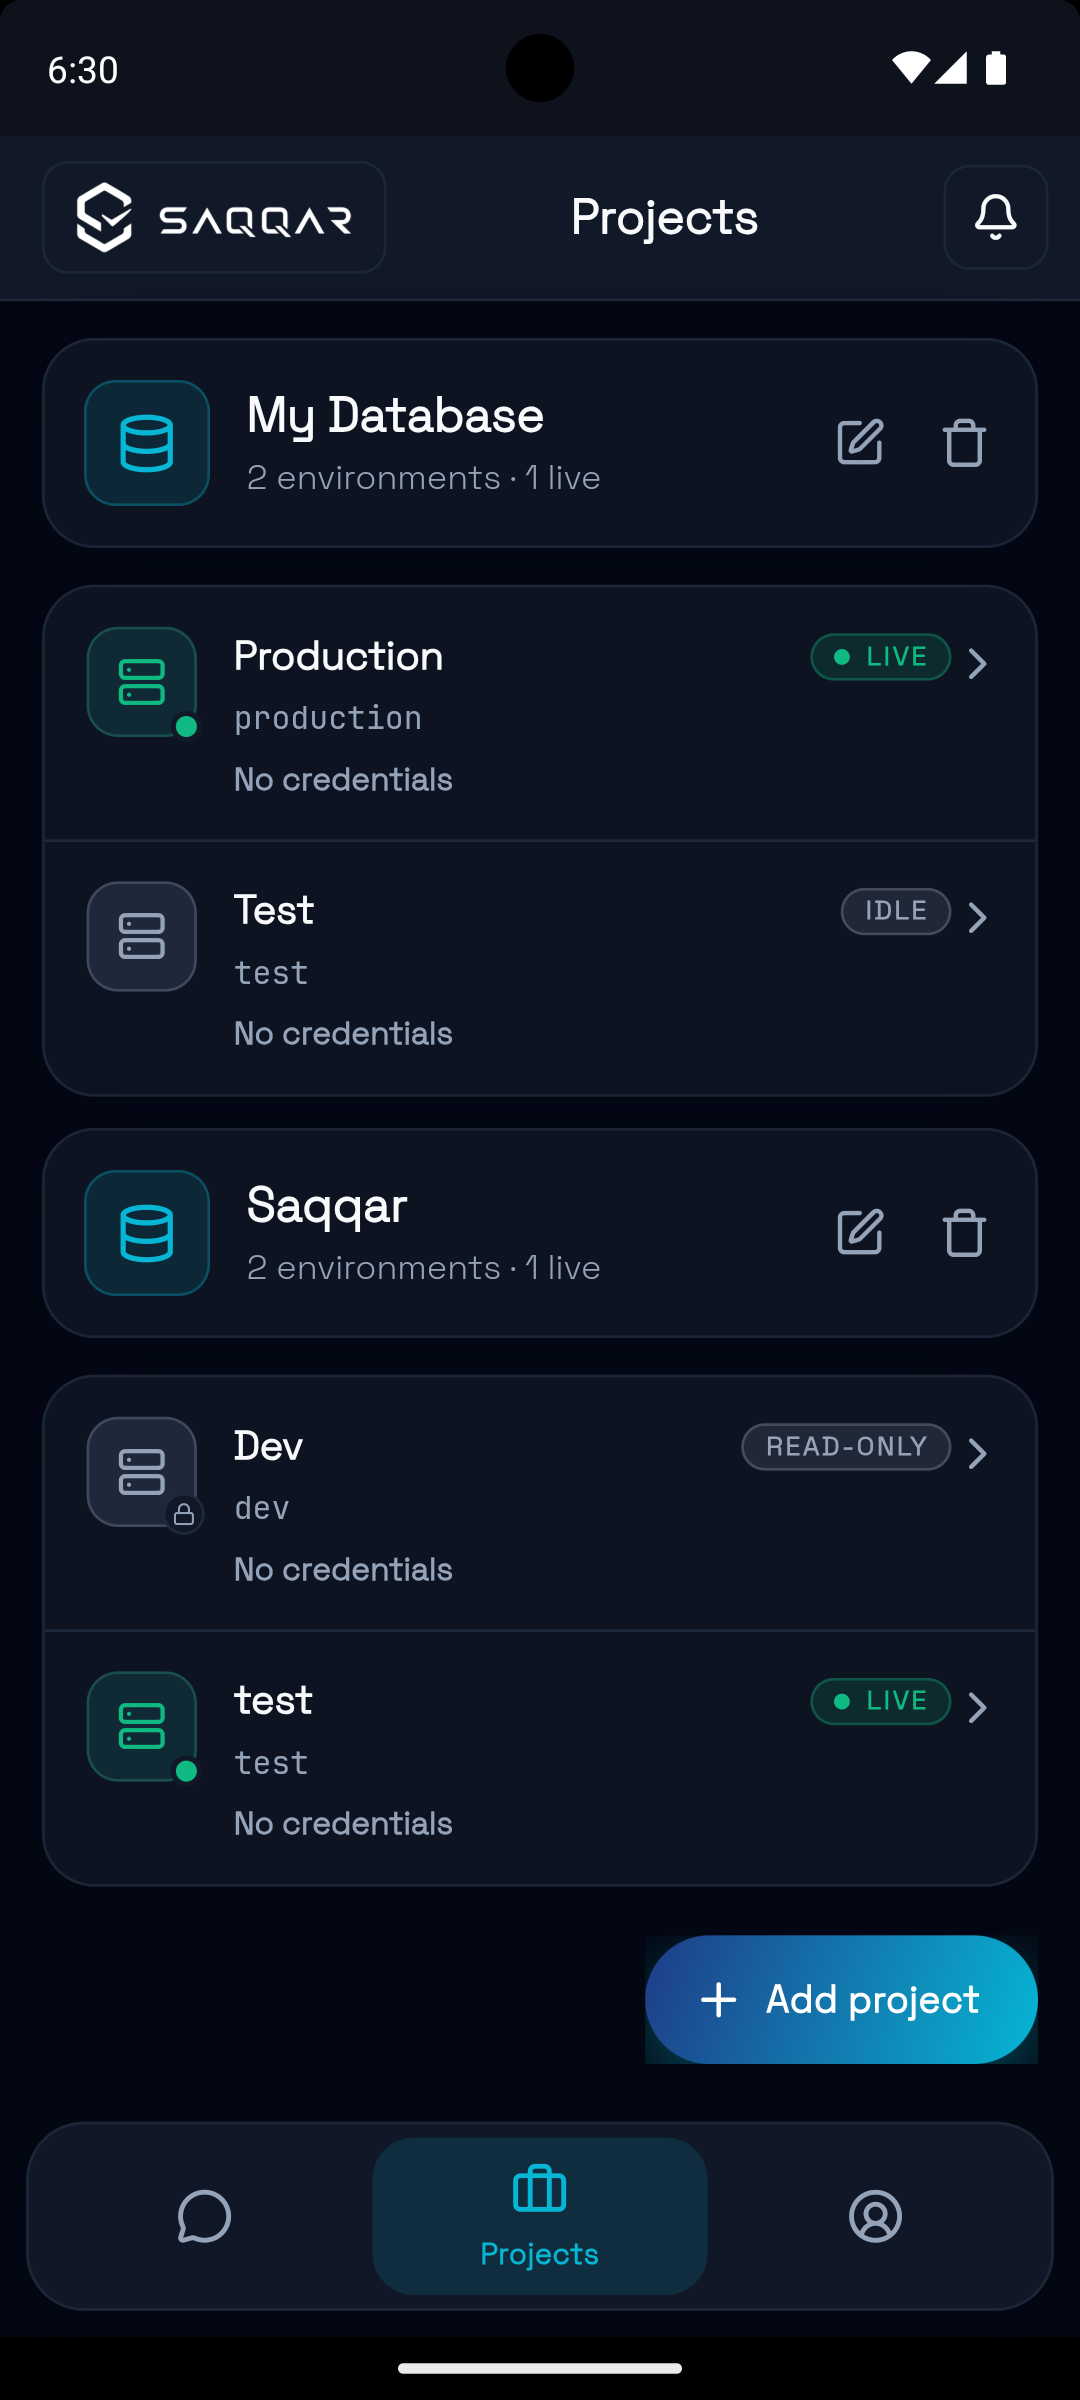 6:30
SAQQAR
Projects
My Database
2 environments · 1 live
Production
LIVE
production
No credentials
Test
IDLE
test
No credentials
Saqqar
2 environments · 1 live
Dev
READ-ONLY
dev
No credentials
test
LIVE
test
No credentials
Add project
Projects